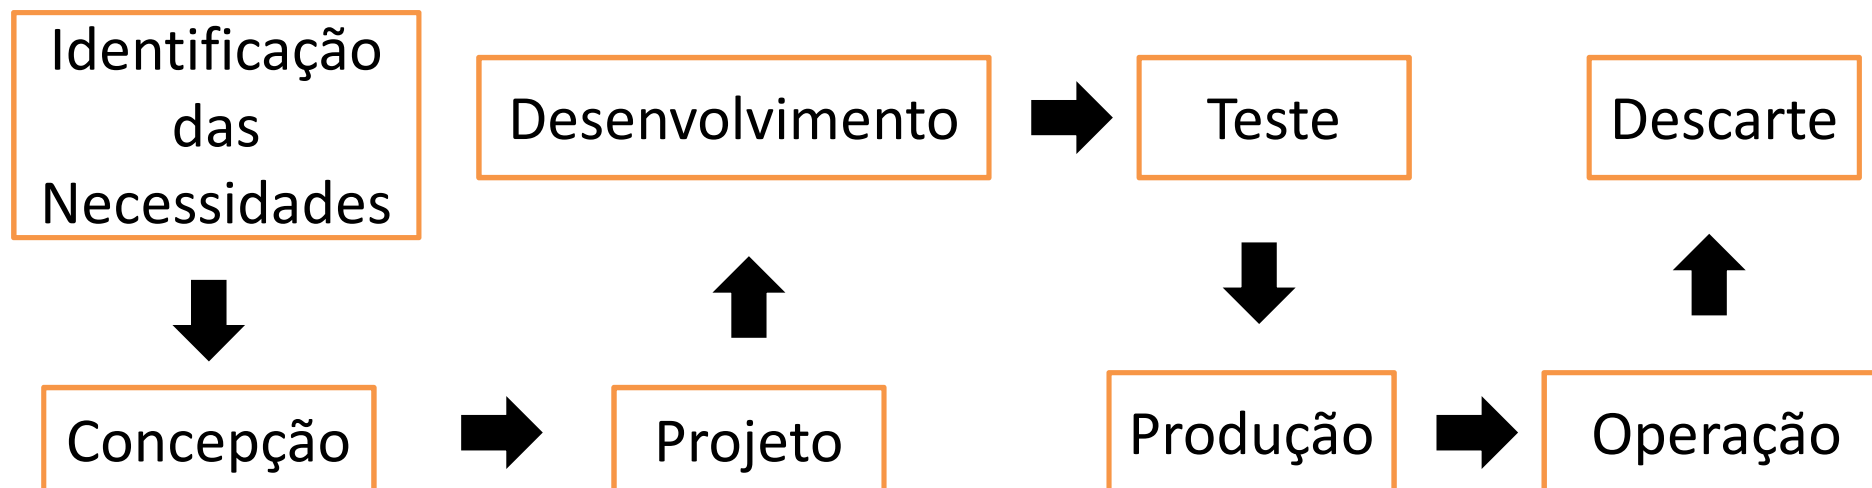 Identificação
das
Necessidades
Concepção
Projeto
Desenvolvimento
Teste
Produção
Operação
Descarte